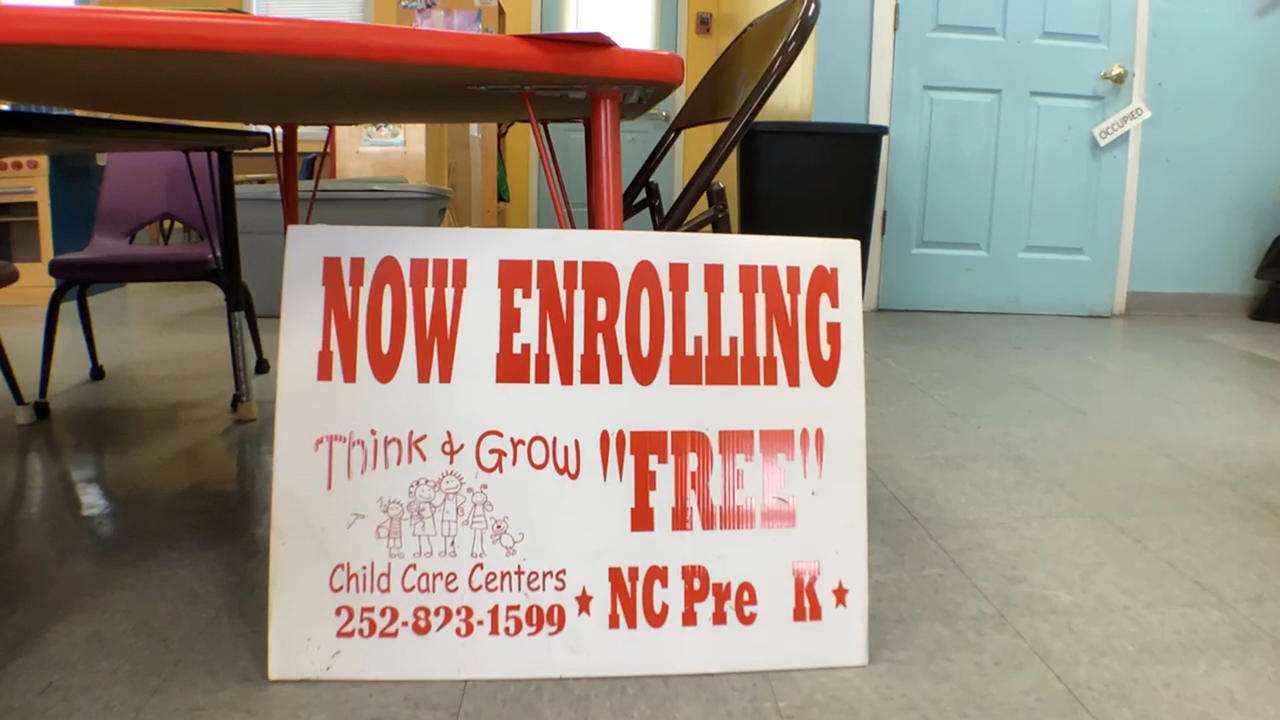 OCCUPIED
NOW ENROLLING
Think & Grow
"FREE"
Child Care Centers
252-823-1599
★ NC Pre K ★